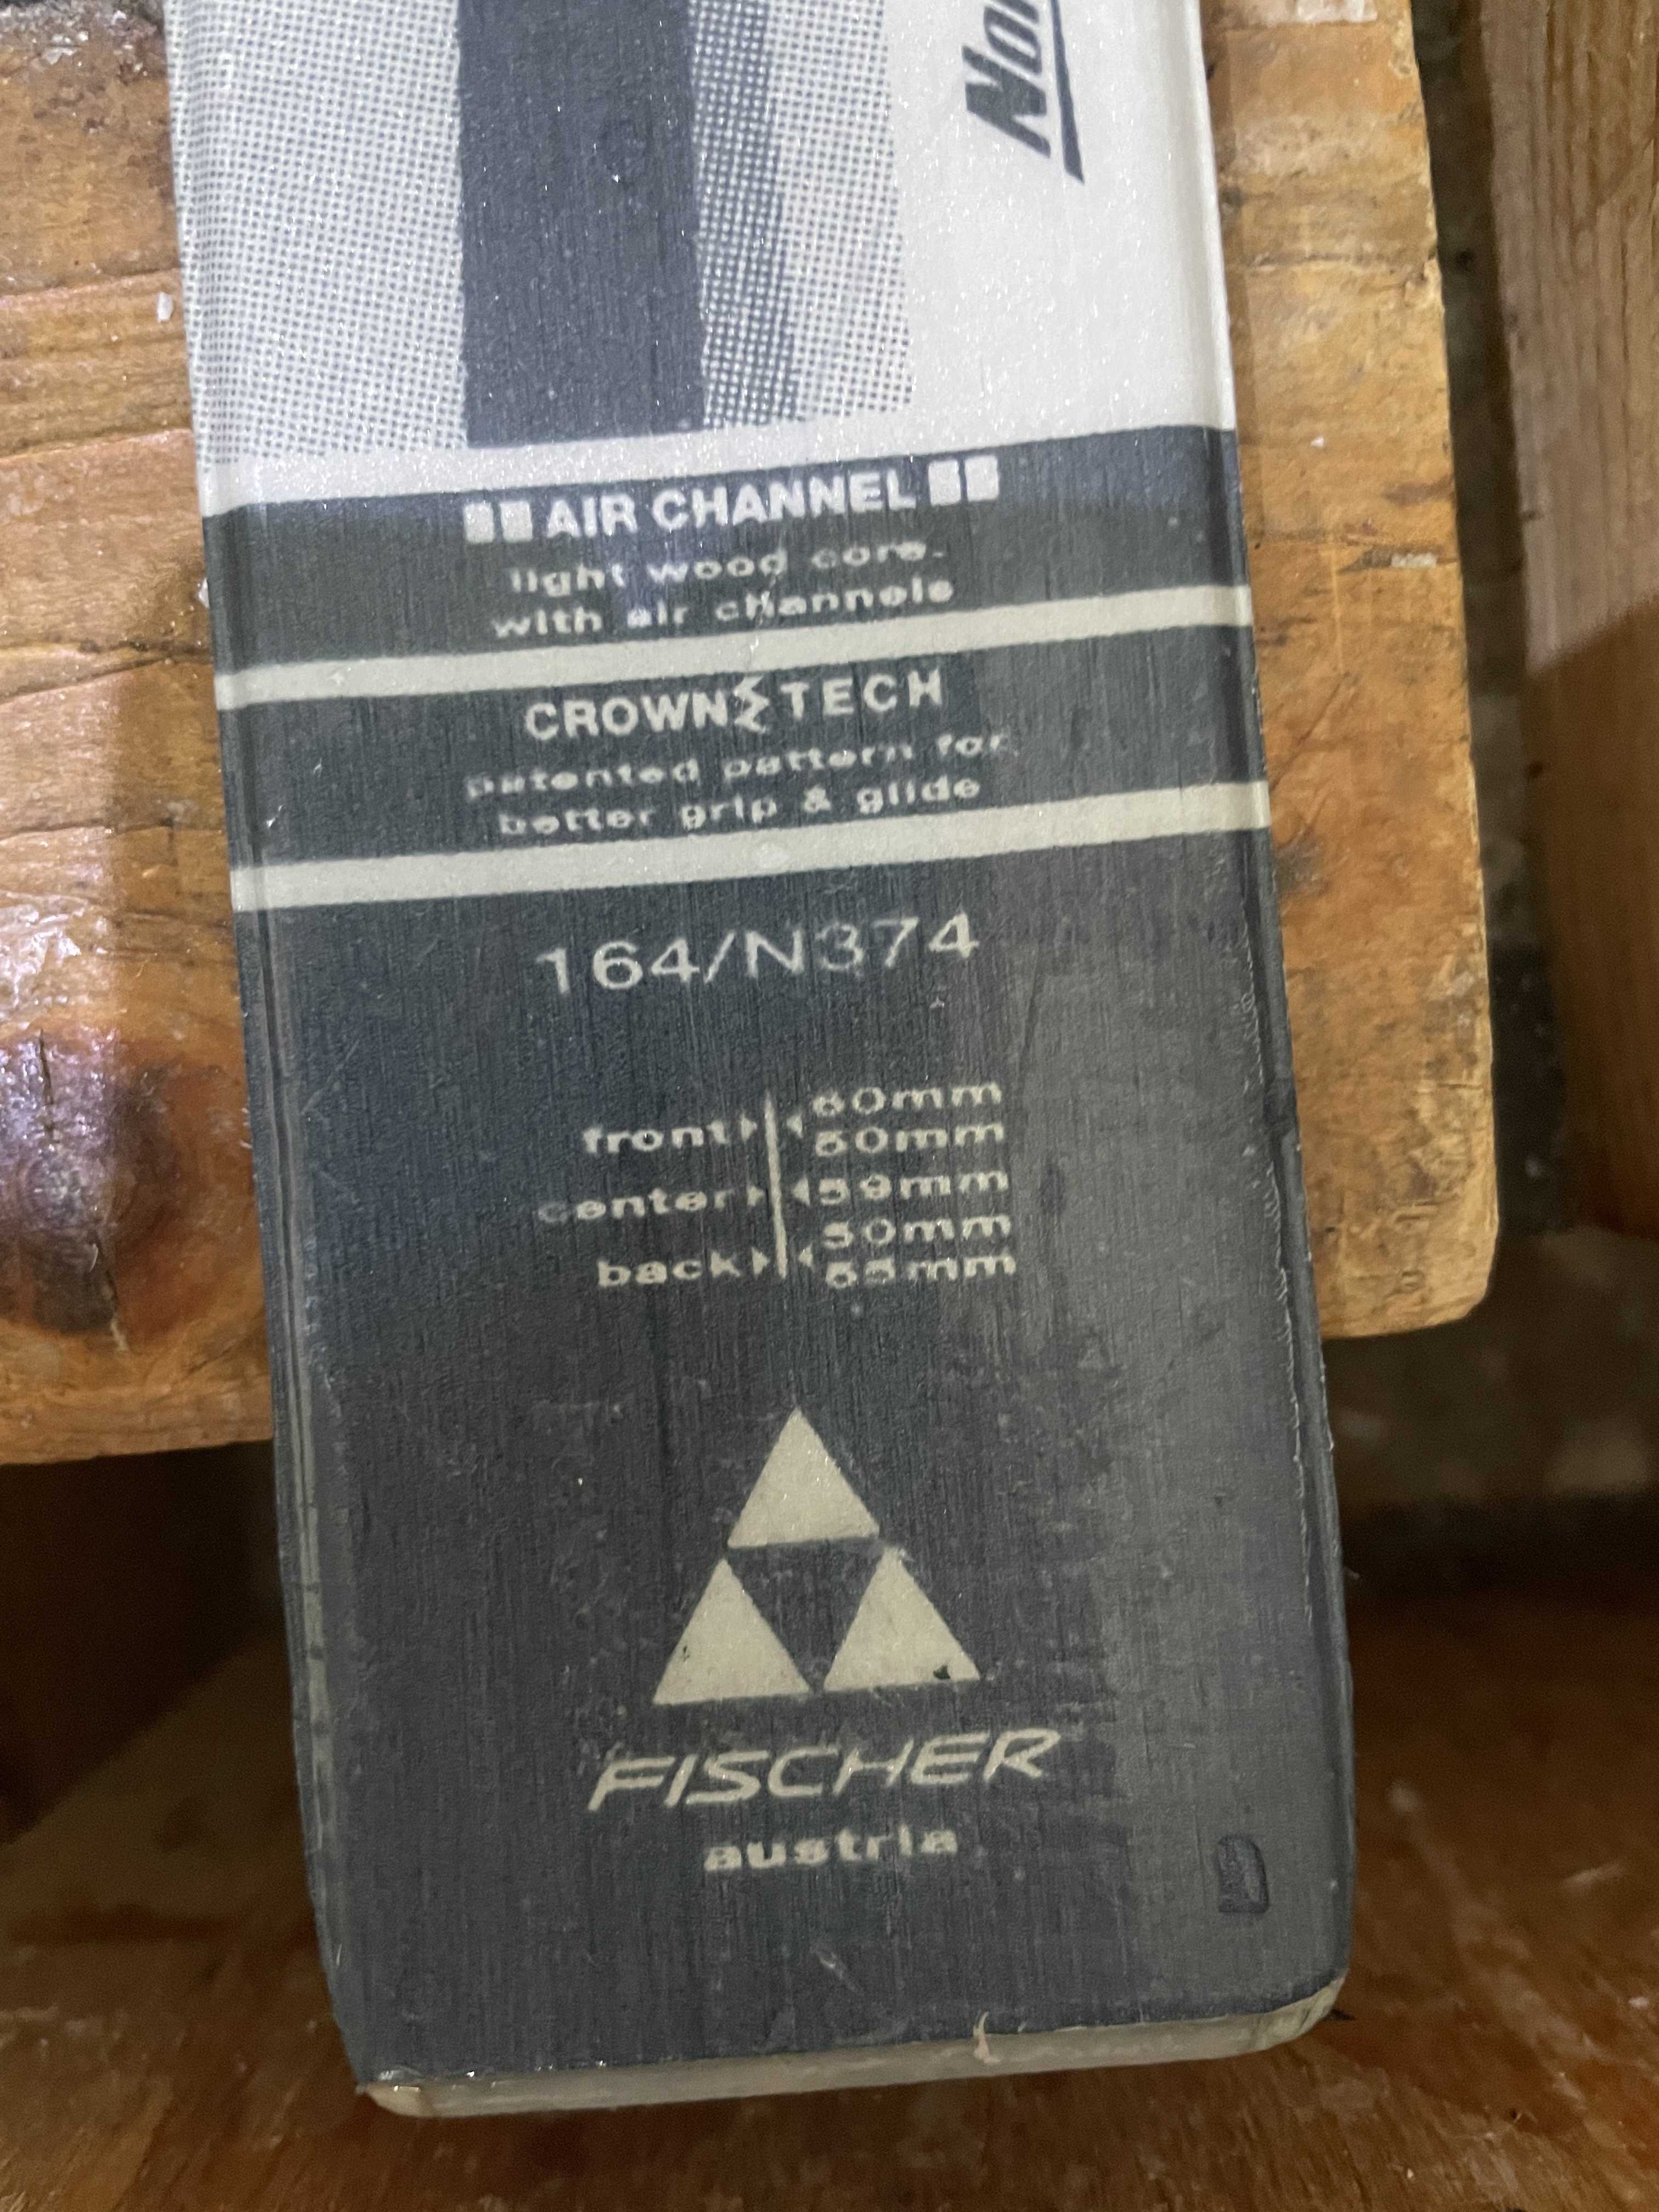 Nor
AIR CHANNEL
light wood core
with air channels
CROWN TECH
patented pattern for
better grip & glide
164/N374
front 60mm
50mm
center 59mm
50mm
back 55mm
FISCHER
austria
D